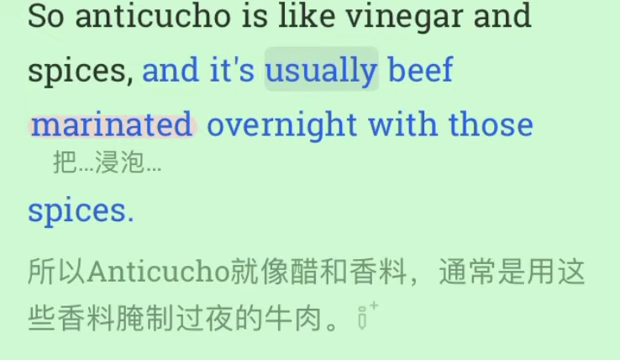 So anticucho is like vinegar and
spices, and it's usually beef
marinated overnight with those
把...浸泡...
spices.
所以Anticucho就像醋和香料，通常是用这
些香料腌制过夜的牛肉。